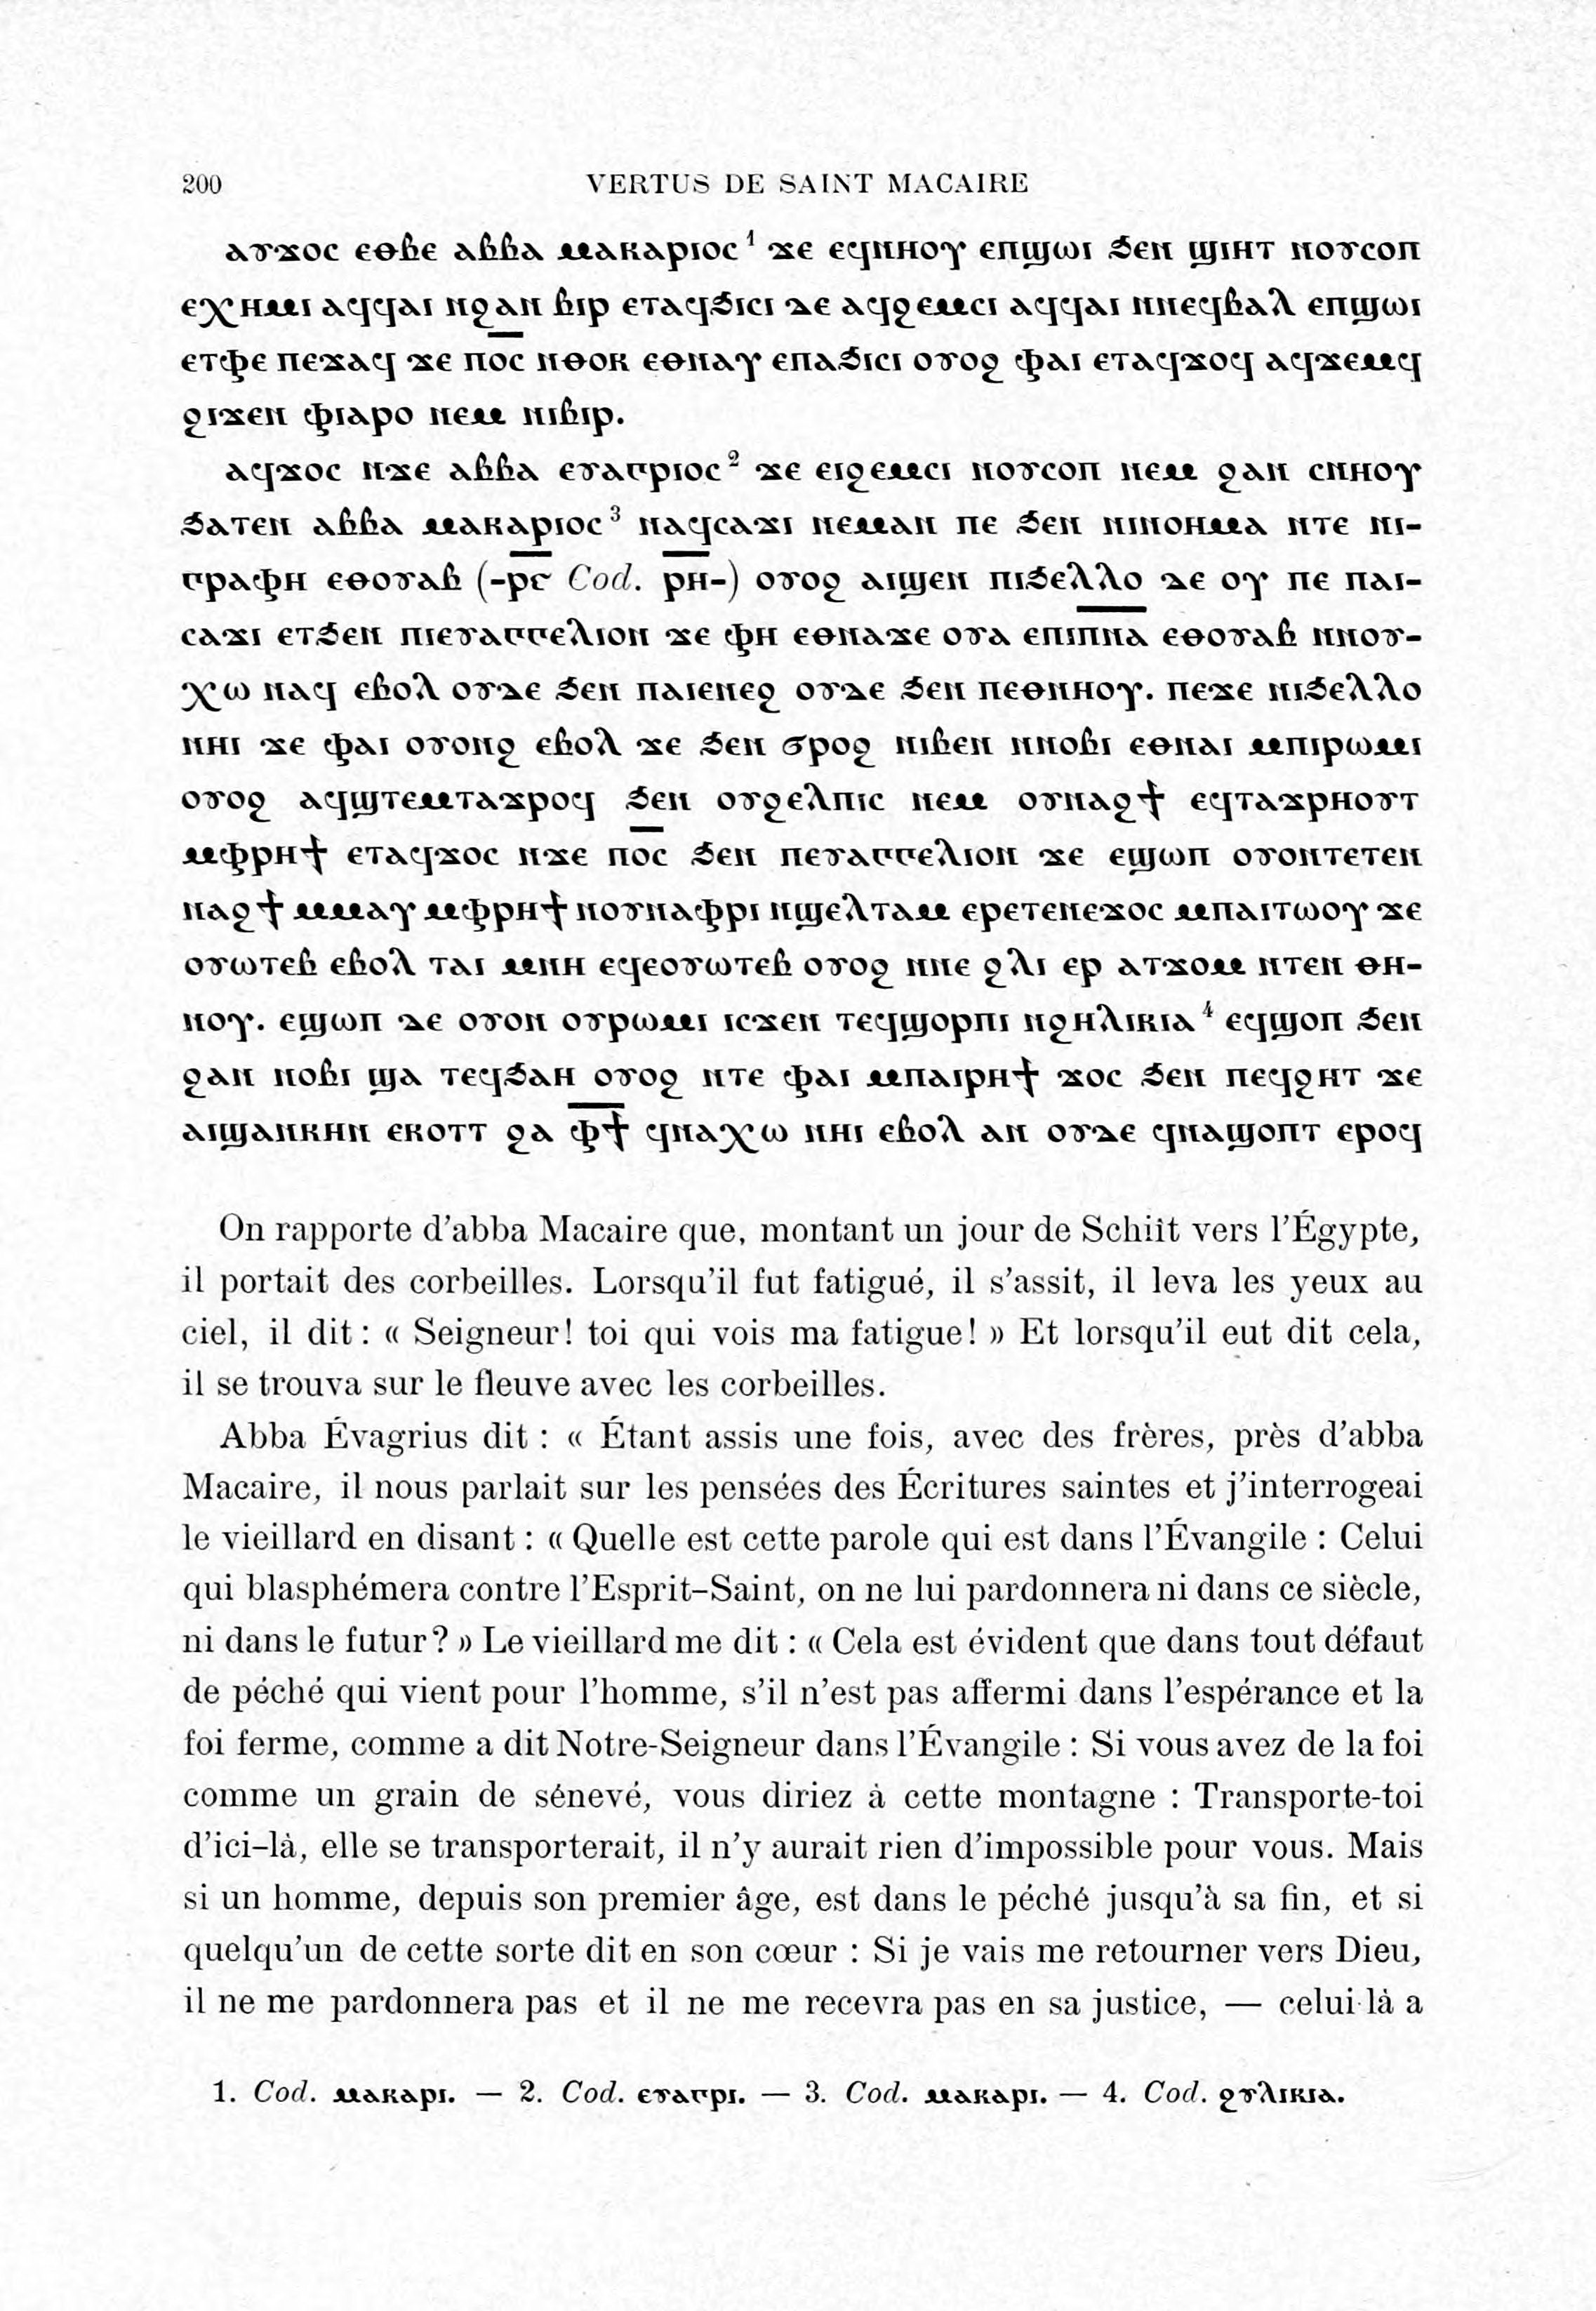 200 VERTUS DE SAINT MACAIRE
ⲁⲩϫⲟⲥ ⲉⲑⲃⲉ ⲁⲃⲃⲁ ⲙⲁⲕⲁⲣⲓⲟⲥ¹ ϫⲉ ⲉϥⲛⲏⲟⲩ ⲉⲡϣⲱⲓ ϧⲉⲛ ϣⲓⲏⲧ ⲛⲟⲩⲥⲟⲡ
ⲉⲭⲏⲙⲓ ⲁϥϥⲁⲓ ⲛϩⲁⲛ ⲃⲓⲣ ⲉⲧⲁϥϧⲓⲥⲓ ⲇⲉ ⲁϥϩⲉⲙⲥⲓ ⲁϥϥⲁⲓ ⲛⲛⲉϥⲃⲁⲗ ⲉⲡϣⲱⲓ
ⲉⲧⲫⲉ ⲡⲉϫⲁϥ ϫⲉ ⲡⲟ̅ⲥ̅ ⲛⲑⲟⲕ ⲉⲑⲛⲁⲩ ⲉⲡⲁϧⲓⲥⲓ ⲟⲩⲟϩ ⲫⲁⲓ ⲉⲧⲁϥϫⲟϥ ⲁϥϫⲉⲙϥ
ϩⲓϫⲉⲛ ⲫⲓⲁⲣⲟ ⲛⲉⲙ ⲛⲓⲃⲓⲣ.
ⲁϥϫⲟⲥ ⲛϫⲉ ⲁⲃⲃⲁ ⲉⲩⲁⲅⲣⲓⲟⲥ² ϫⲉ ⲉⲓϩⲉⲙⲥⲓ ⲛⲟⲩⲥⲟⲡ ⲛⲉⲙ ϩⲁⲛ ⲥⲛⲏⲟⲩ
ϧⲁⲧⲉⲛ ⲁⲃⲃⲁ ⲙⲁⲕⲁⲣⲓⲟⲥ³ ⲛⲁϥⲥⲁϫⲓ ⲛⲉⲙⲁⲛ ⲡⲉ ϧⲉⲛ ⲛⲓⲛⲟⲏⲙⲁ ⲛⲧⲉ ⲛⲓ-
ⲅⲣⲁⲫⲏ ⲉⲑⲟⲩⲁⲃ (-ⲣ̅ⲅ̅ Cod. ⲣ̅ⲏ̅-) ⲟⲩⲟϩ ⲁⲓϣⲉⲛ ⲡⲓϧⲉⲗⲗⲟ ⲇⲉ ⲟⲩ ⲡⲉ ⲡⲁⲓ-
ⲥⲁϫⲓ ⲉⲧϧⲉⲛ ⲡⲓⲉⲩⲁⲅⲅⲉⲗⲓⲟⲛ ϫⲉ ⲫⲏ ⲉⲑⲛⲁϫⲉ ⲟⲩⲁ ⲉⲡⲓⲡ̅ⲛ̅ⲁ̅ ⲉⲑⲟⲩⲁⲃ ⲛⲛⲟⲩ-
ⲭⲱ ⲛⲁϥ ⲉⲃⲟⲗ ⲟⲩⲇⲉ ϧⲉⲛ ⲡⲁⲓⲉⲛⲉϩ ⲟⲩⲇⲉ ϧⲉⲛ ⲡⲉⲑⲛⲏⲟⲩ. ⲡⲉϫⲉ ⲡⲓϧⲉⲗⲗⲟ
ⲛⲏⲓ ϫⲉ ⲫⲁⲓ ⲟⲩⲟⲛϩ ⲉⲃⲟⲗ ϫⲉ ϧⲉⲛ ϭⲣⲟϩ ⲛⲓⲃⲉⲛ ⲛⲛⲟⲃⲓ ⲉⲑⲛⲁⲓ ⲙⲡⲓⲣⲱⲙⲓ
ⲟⲩⲟϩ ⲁϥϣⲧⲉⲙⲧⲁϫⲣⲟϥ ϧⲉⲛ ⲟⲩϩⲉⲗⲡⲓⲥ ⲛⲉⲙ ⲟⲩⲛⲁϩϯ ⲉϥⲧⲁϫⲣⲏⲟⲩⲧ
ⲙⲫⲣⲏϯ ⲉⲧⲁϥϫⲟⲥ ⲛϫⲉ ⲡⲟ̅ⲥ̅ ϧⲉⲛ ⲡⲉⲩⲁⲅⲅⲉⲗⲓⲟⲛ ϫⲉ ⲉϣⲱⲡ ⲟⲩⲟⲛⲧⲉⲧⲉⲛ
ⲛⲁϩϯ ⲙⲙⲁⲩ ⲙⲫⲣⲏϯ ⲛⲟⲩⲛⲁⲫⲣⲓ ⲛϣⲉⲗⲧⲁⲙ ⲉⲣⲉⲧⲉⲛⲉϫⲟⲥ ⲙⲡⲁⲓⲧⲱⲟⲩ ϫⲉ
ⲟⲩⲱⲧⲉⲃ ⲉⲃⲟⲗ ⲧⲁⲓ ⲙⲛⲏ ⲉϥⲉⲟⲩⲱⲧⲉⲃ ⲟⲩⲟϩ ⲛⲛⲉ ϩⲗⲓ ⲉⲣ ⲁⲧϫⲟⲙ ⲛⲧⲉⲛ ⲑⲏ-
ⲛⲟⲩ. ⲉϣⲱⲡ ⲇⲉ ⲟⲩⲟⲛ ⲟⲩⲣⲱⲙⲓ ⲓⲥϫⲉⲛ ⲧⲉϥϣⲟⲣⲡⲓ ⲛϩⲏⲗⲓⲕⲓⲁ⁴ ⲉϥϣⲟⲡ ϧⲉⲛ
ϩⲁⲛ ⲛⲟⲃⲓ ϣⲁ ⲧⲉϥϧⲁⲏ ⲟⲩⲟϩ ⲛⲧⲉ ⲫⲁⲓ ⲙⲡⲁⲓⲣⲏϯ ϫⲟⲥ ϧⲉⲛ ⲡⲉϥϩⲏⲧ ϫⲉ
ⲁⲓϣⲁⲛⲕⲏⲛ ⲉⲕⲟⲧⲧ ϩⲁ ⲫ̅ϯ̅ ϥⲛⲁⲭⲱ ⲛⲏⲓ ⲉⲃⲟⲗ ⲁⲛ ⲟⲩⲇⲉ ϥⲛⲁϣⲟⲡⲧ ⲉⲣⲟϥ
On rapporte d'abba Macaire que, montant un jour de Schiît vers l'Égypte,
il portait des corbeilles. Lorsqu'il fut fatigué, il s'assit, il leva les yeux au
ciel, il dit : « Seigneur! toi qui vois ma fatigue! » Et lorsqu'il eut dit cela,
il se trouva sur le fleuve avec les corbeilles.
Abba Évagrius dit : « Étant assis une fois, avec des frères, près d'abba
Macaire, il nous parlait sur les pensées des Écritures saintes et j'interrogeai
le vieillard en disant : « Quelle est cette parole qui est dans l'Évangile : Celui
qui blasphémera contre l'Esprit-Saint, on ne lui pardonnera ni dans ce siècle,
ni dans le futur? » Le vieillard me dit : « Cela est évident que dans tout défaut
de péché qui vient pour l'homme, s'il n'est pas affermi dans l'espérance et la
foi ferme, comme a dit Notre-Seigneur dans l'Évangile : Si vous avez de la foi
comme un grain de sénevé, vous diriez à cette montagne : Transporte-toi
d'ici-là, elle se transporterait, il n'y aurait rien d'impossible pour vous. Mais
si un homme, depuis son premier âge, est dans le péché jusqu'à sa fin, et si
quelqu'un de cette sorte dit en son cœur : Si je vais me retourner vers Dieu,
il ne me pardonnera pas et il ne me recevra pas en sa justice, — celui là a
1. Cod. ⲙⲁⲕⲁⲣⲓ. — 2. Cod. ⲉⲩⲁⲅⲣⲓ. — 3. Cod. ⲙⲁⲕⲁⲣⲓ. — 4. Cod. ϩⲩⲗⲓⲕⲓⲁ.